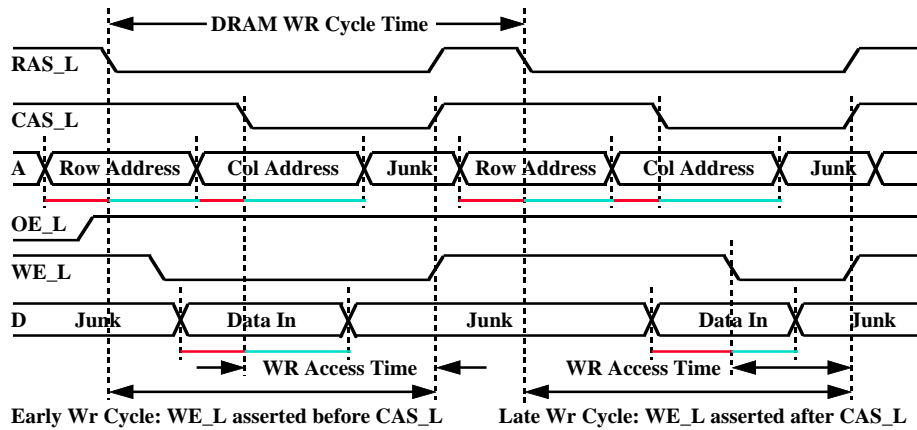 DRAM WR Cycle Time
RAS_L
CAS_L
A Row Address Col Address Junk Row Address Col Address Junk
OE_L
WE_L
D Junk Data In Junk Data In Junk
WR Access Time WR Access Time
Early Wr Cycle: WE_L asserted before CAS_L Late Wr Cycle: WE_L asserted after CAS_L